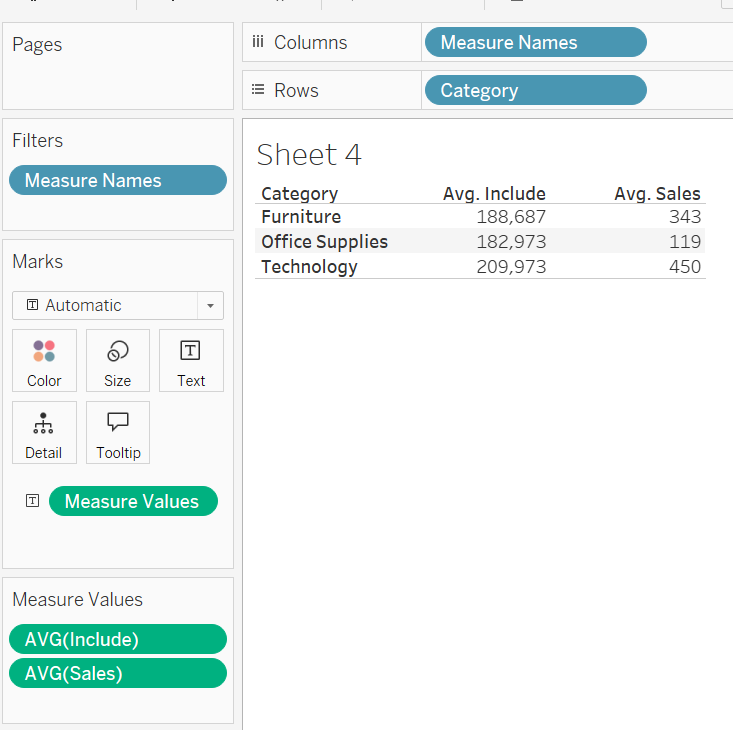 Pages
Columns
Measure Names
Rows
Category
Filters
Measure Names
Marks
Automatic
Color
Size
Text
Detail
Tooltip
Measure Values
Measure Values
AVG(Include)
AVG(Sales)
Sheet 4
Category Avg. Include Avg. Sales
Furniture 188,687 343
Office Supplies 182,973 119
Technology 209,973 450